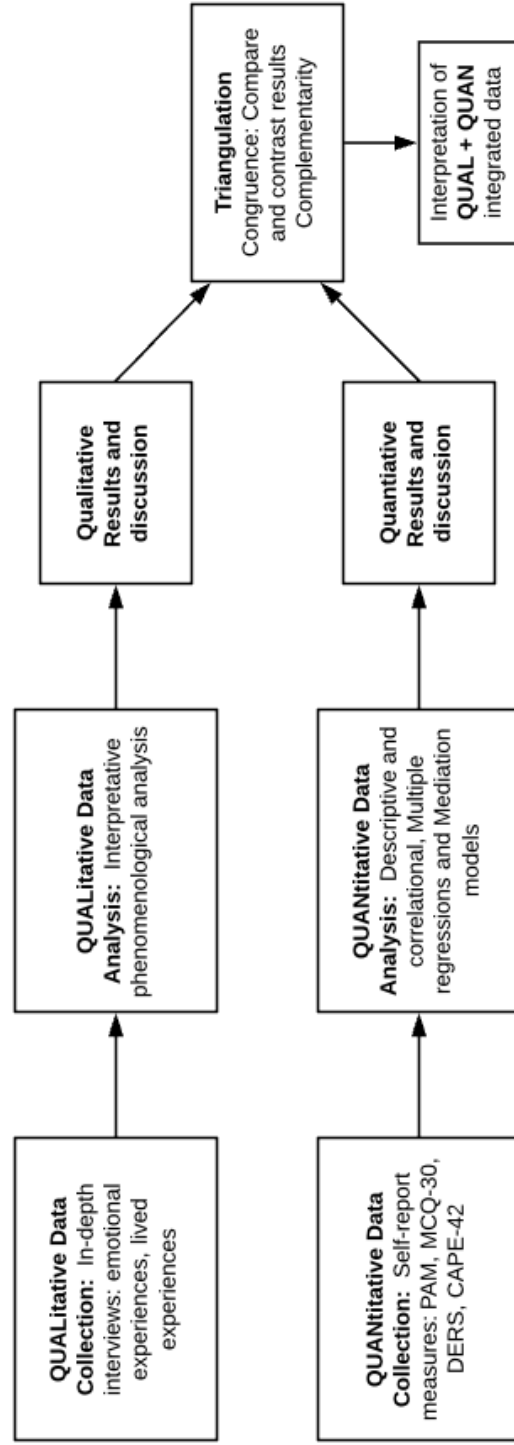 QUALitative Data
Collection: In-depth
interviews: emotional
experiences, lived
experiences
QUALitative Data
Analysis: Interpretative
phenomenological analysis
Qualitative
Results and
discussion
QUANtitative Data
Collection: Self-report
measures: PAM, MCQ-30,
DERS, CAPE-42
QUANtitative Data
Analysis: Descriptive and
correlational, Multiple
regressions and Mediation
models
Quantiative
Results and
discussion
Triangulation
Congruence: Compare
and contrast results
Complementarity
Interpretation of
QUAL + QUAN
integrated data